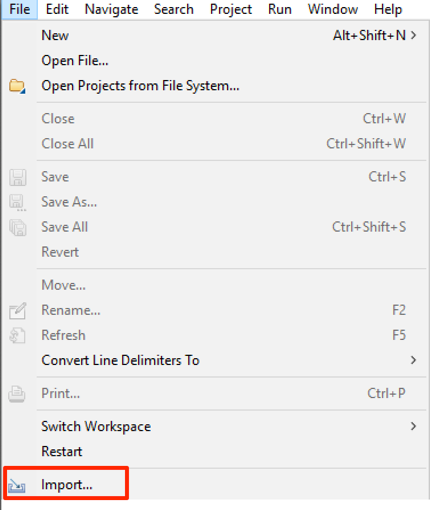 File Edit Navigate Search Project Run Window Help
New Alt+Shift+N >
Open File...
Open Projects from File System...
Close Ctrl+W
Close All Ctrl+Shift+W
Save Ctrl+S
Save As...
Save All Ctrl+Shift+S
Revert
Move...
Rename... F2
Refresh F5
Convert Line Delimiters To >
Print... Ctrl+P
Switch Workspace >
Restart
Import...